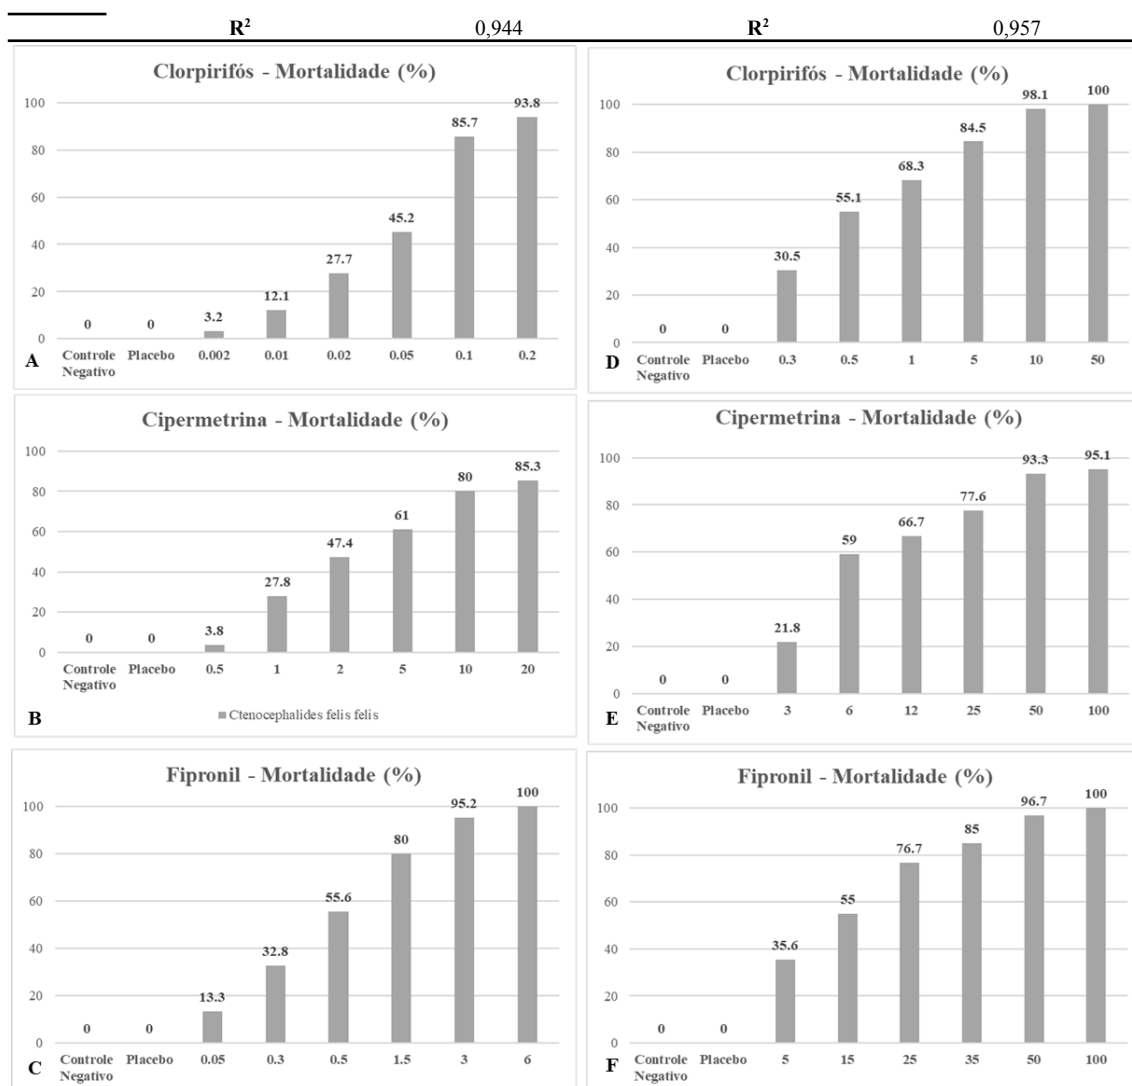 R² 0,944 R² 0,957
Clorpirifós - Mortalidade (%)
100
80
60
40
20
0
0 0 3.2 12.1 27.7 45.2 85.7 93.8
Controle Negativo Placebo 0.002 0.01 0.02 0.05 0.1 0.2
A
Clorpirifós - Mortalidade (%)
100
80
60
40
20
0
0 0 30.5 55.1 68.3 84.5 98.1 100
Controle Negativo Placebo 0.3 0.5 1 5 10 50
D
Cipermetrina - Mortalidade (%)
100
80
60
40
20
0
0 0 3.8 27.8 47.4 61 80 85.3
Controle Negativo Placebo 0.5 1 2 5 10 20
Ctenocephalides felis felis
B
Cipermetrina - Mortalidade (%)
100
80
60
40
20
0
0 0 21.8 59 66.7 77.6 93.3 95.1
Controle Negativo Placebo 3 6 12 25 50 100
E
Fipronil - Mortalidade (%)
100
80
60
40
20
0
0 0 13.3 32.8 55.6 80 95.2 100
Controle Negativo Placebo 0.05 0.3 0.5 1.5 3 6
C
Fipronil - Mortalidade (%)
100
80
60
40
20
0
0 0 35.6 55 76.7 85 96.7 100
Controle Negativo Placebo 5 15 25 35 50 100
F